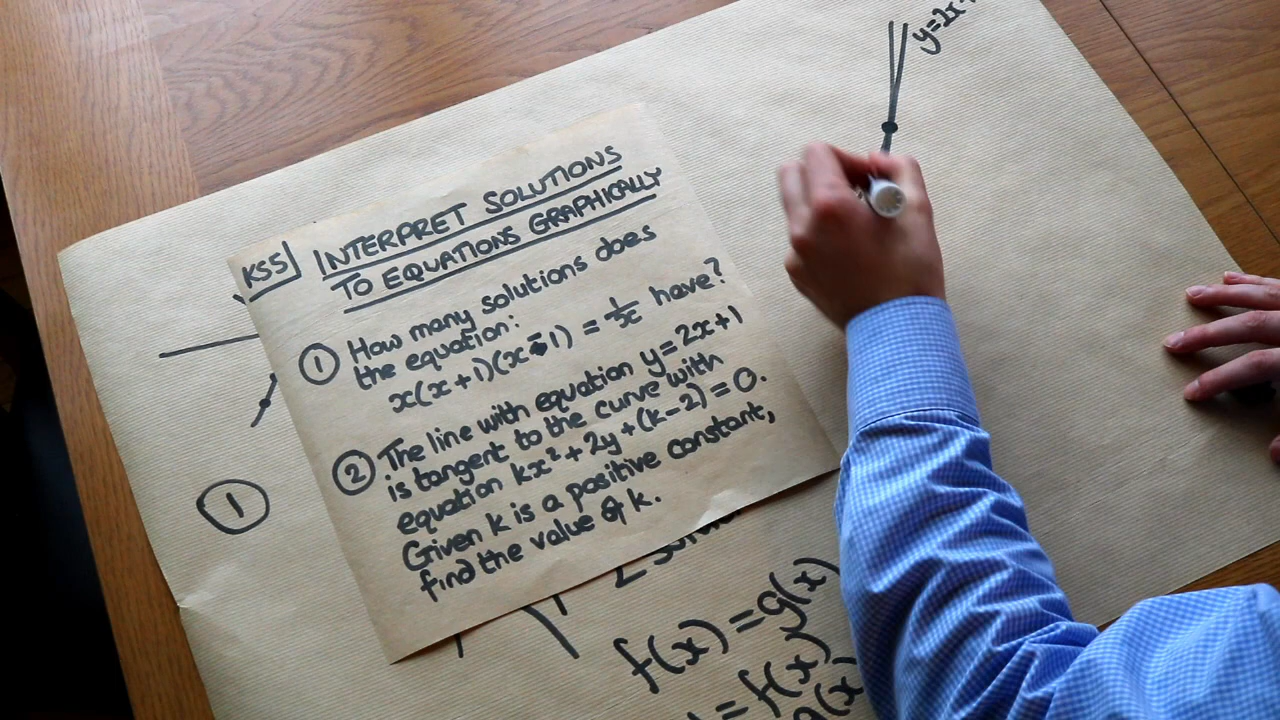 KS5 INTERPRET SOLUTIONS
TO EQUATIONS GRAPHICALLY
① How many solutions does
the equation:
x(x+1)(x-1) = 1/x have?
② The line with equation y=2x+1
is tangent to the curve with
equation kx²+2y+(k-2)=0.
Given k is a positive constant,
find the value of k.
y=2x
①
2
f(x) = g(x)
= f(x)
g(x)